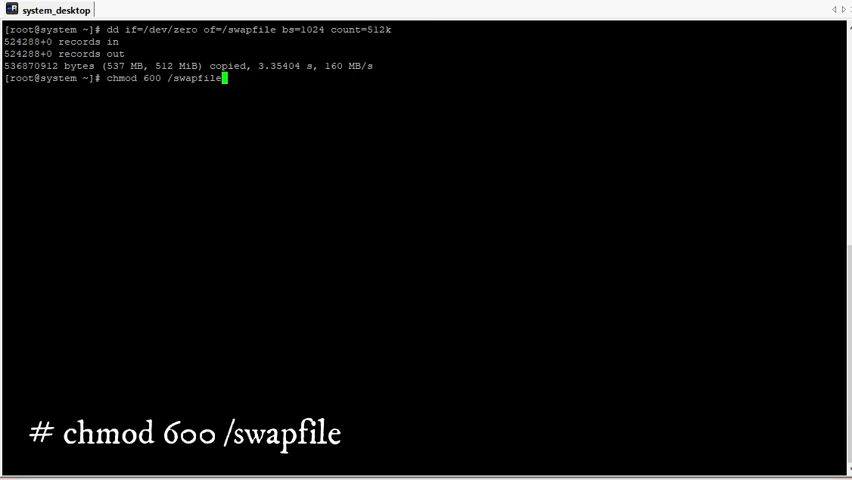 system_desktop
[root@system ~]# dd if=/dev/zero of=/swapfile bs=1024 count=512k
524288+0 records in
524288+0 records out
536870912 bytes (537 MB, 512 MiB) copied, 3.35404 s, 160 MB/s
[root@system ~]# chmod 600 /swapfile
# chmod 600 /swapfile